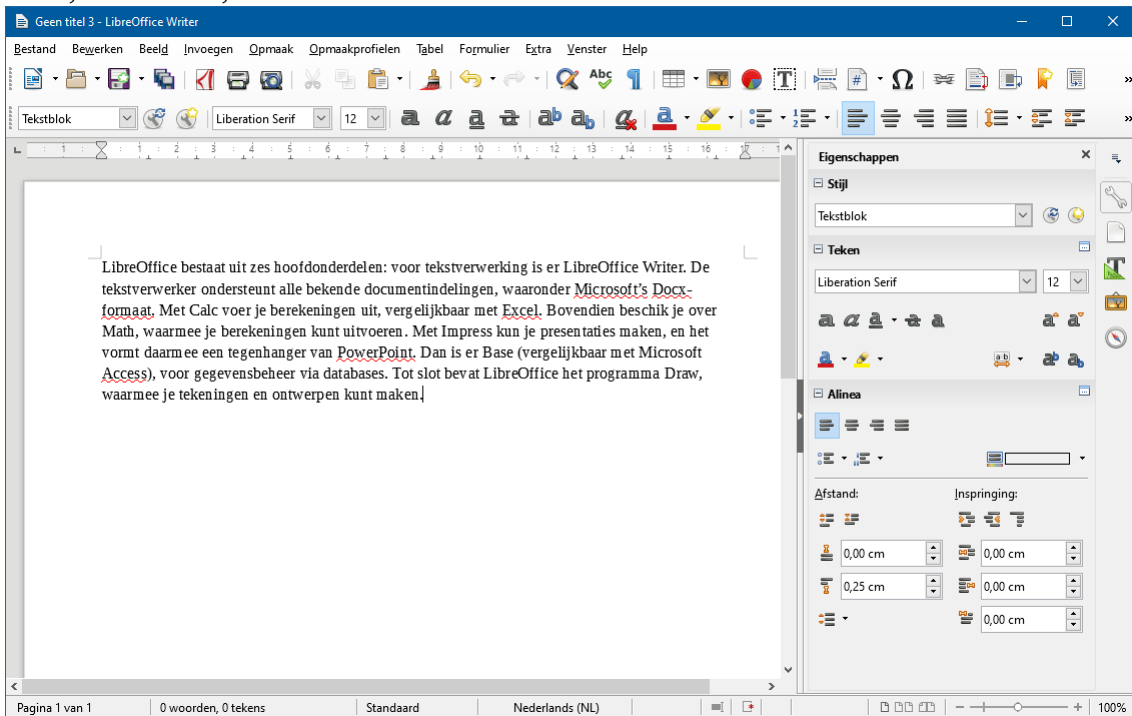 Geen titel 3 - LibreOffice Writer
Bestand Bewerken Beeld Invoegen Opmaak Opmaakprofielen Tabel Formulier Extra Venster Help
Tekstblok Liberation Serif 12
Eigenschappen
Stijl
Tekstblok
Teken
Liberation Serif 12
Alinea
Afstand: Inspringing:
0,00 cm 0,00 cm
0,25 cm 0,00 cm
0,00 cm
LibreOffice bestaat uit zes hoofdonderdelen: voor tekstverwerking is er LibreOffice Writer. De
tekstverwerker ondersteunt alle bekende documentindelingen, waaronder Microsoft’s Docx-
formaat, Met Calc voer je berekeningen uit, vergelijkbaar met Excel. Bovendien beschik je over
Math, waarmee je berekeningen kunt uitvoeren. Met Impress kun je presentaties maken, en het
vormt daarmee een tegenhanger van PowerPoint. Dan is er Base (vergelijkbaar met Microsoft
Access), voor gegevensbeheer via databases. Tot slot bevat LibreOffice het programma Draw,
waarmee je tekeningen en ontwerpen kunt maken.
Pagina 1 van 1 0 woorden, 0 tekens Standaard Nederlands (NL) 100%